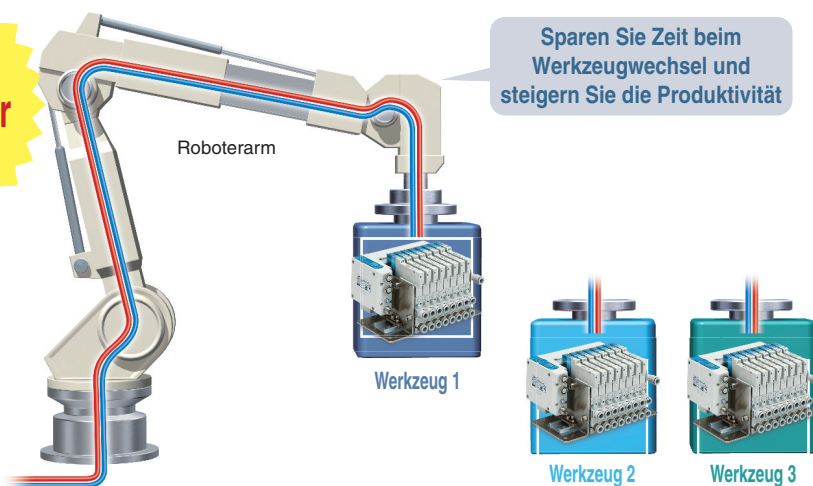 Sparen Sie Zeit beim
Werkzeugwechsel und
steigern Sie die Produktivität
Roboterarm
Werkzeug 1
Werkzeug 2
Werkzeug 3